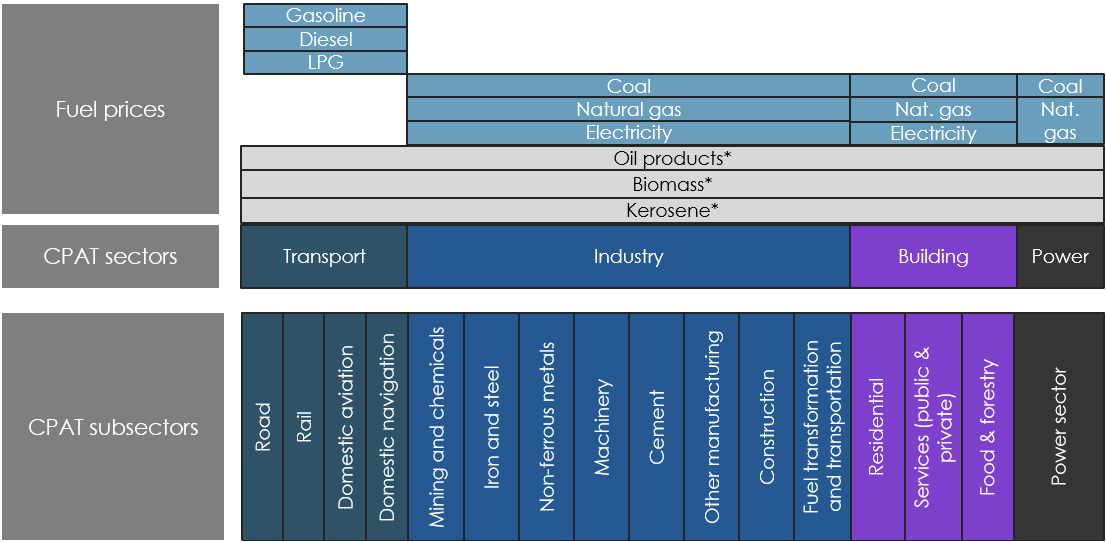 Fuel prices
Gasoline
Diesel
LPG
Coal
Natural gas
Electricity
Coal
Nat. gas
Electricity
Coal
Nat.
gas
Oil products*
Biomass*
Kerosene*
CPAT sectors
Transport
Industry
Building
Power
CPAT subsectors
Road
Rail
Domestic aviation
Domestic navigation
Mining and chemicals
Iron and steel
Non-ferrous metals
Machinery
Cement
Other manufacturing
Construction
Fuel transformation
and transportation
Residential
Services (public &
private)
Food & forestry
Power sector